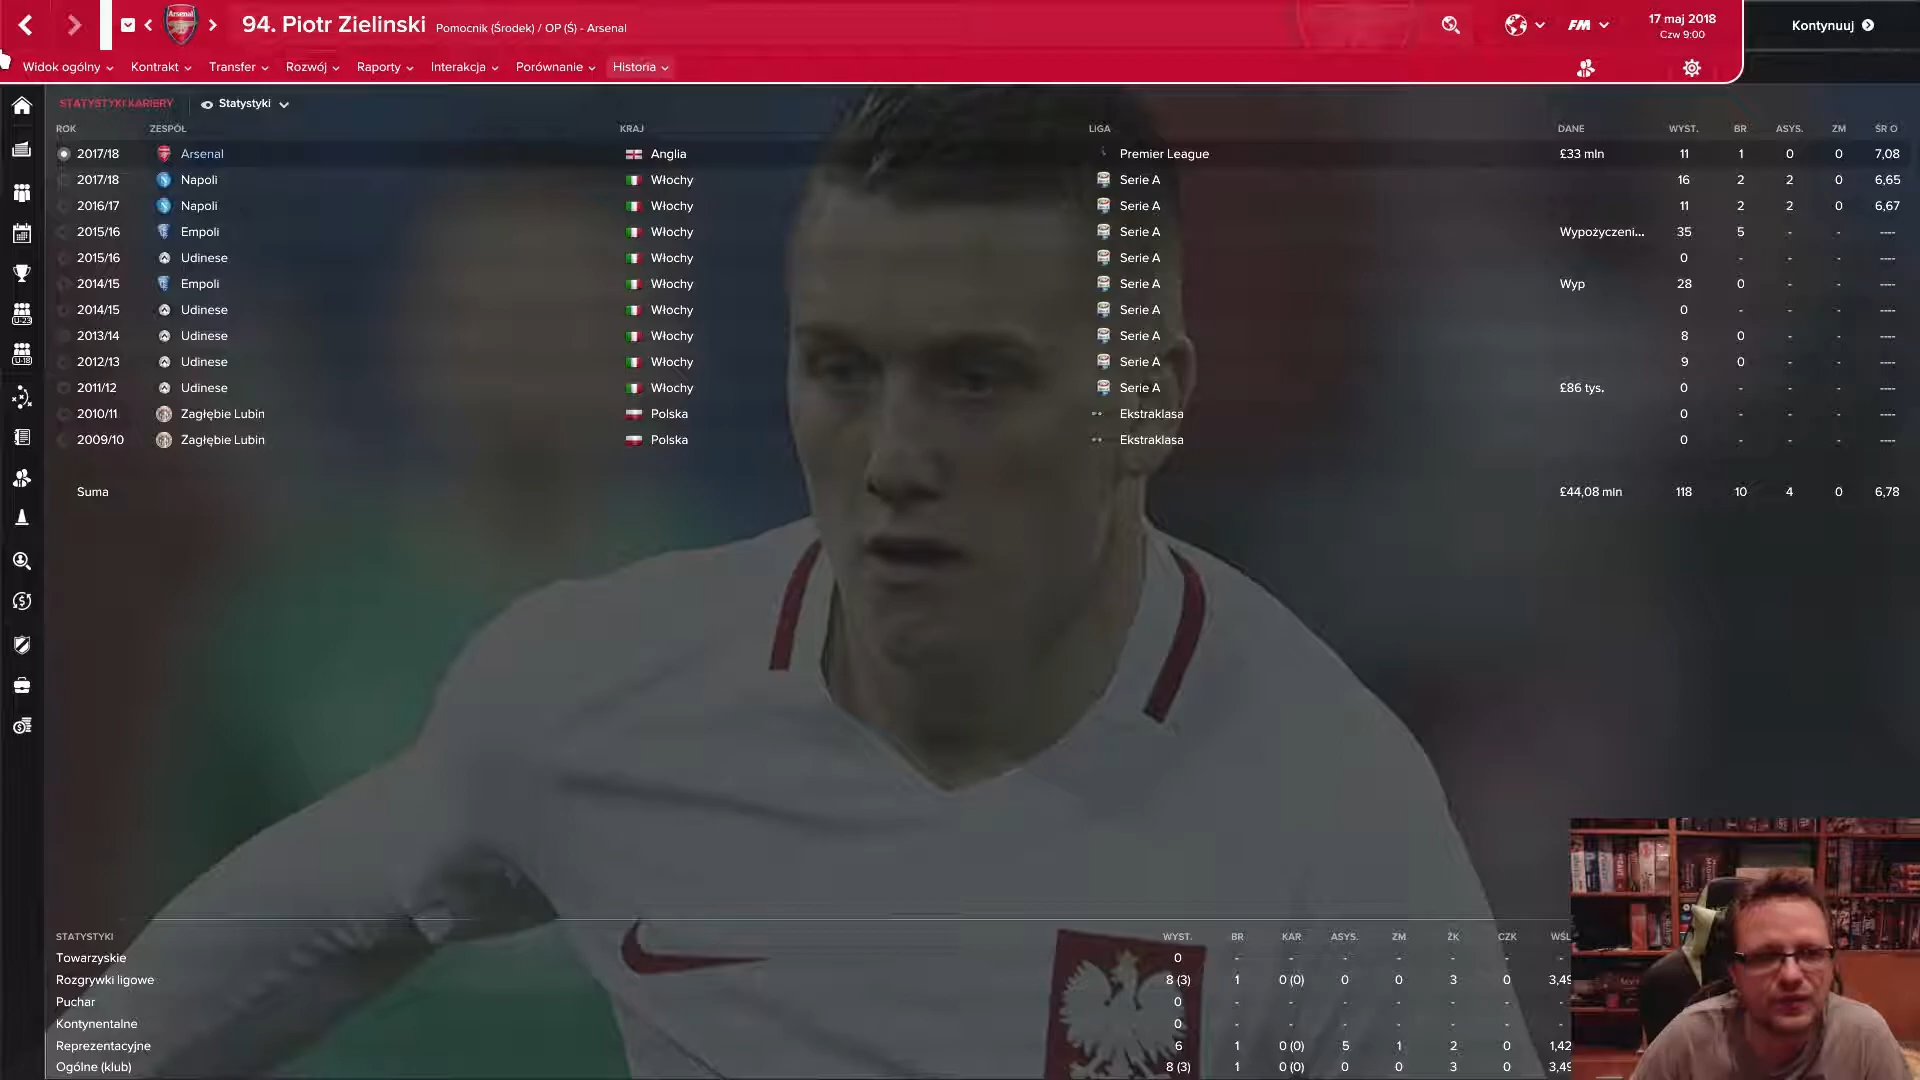 94. Piotr Zielinski Pomocnik (Środek) / OP (Ś) - Arsenal
FM
17 maj 2018
Czw 9:00
Kontynuuj
Widok ogólny Kontrakt Transfer Rozwój Raporty Interakcja Porównanie Historia
STATYSTYKI KARIERY Statystyki
ROK ZESPÓŁ KRAJ LIGA DANE WYST. BR ASYS. ZM ŚR O
2017/18 Arsenal Anglia Premier League £33 mln 11 1 0 0 7,08
2017/18 Napoli Włochy Serie A 16 2 2 0 6,65
2016/17 Napoli Włochy Serie A 11 2 2 0 6,67
2015/16 Empoli Włochy Serie A Wypożyczeni... 35 5 - - ----
2015/16 Udinese Włochy Serie A 0 - - - ----
2014/15 Empoli Włochy Serie A Wyp 28 0 - - ----
2014/15 Udinese Włochy Serie A 0 - - - ----
2013/14 Udinese Włochy Serie A 8 0 - - ----
2012/13 Udinese Włochy Serie A 9 0 - - ----
2011/12 Udinese Włochy Serie A £86 tys. 0 - - - ----
2010/11 Zagłębie Lubin Polska Ekstraklasa 0 - - - ----
2009/10 Zagłębie Lubin Polska Ekstraklasa 0 - - - ----
Suma £44,08 mln 118 10 4 0 6,78
STATYSTYKI WYST. BR KAR ASYS. ZM ŻK CZK
Towarzyskie 0 - - - - - - -
Rozgrywki ligowe 8 (3) 1 0 (0) 0 0 3 0 3,49
Puchar 0 - - - - - - -
Kontynentalne 0 - - - - - - -
Reprezentacyjne 6 1 0 (0) 5 1 2 0 1,42
Ogólne (klub) 8 (3) 1 0 (0) 0 0 3 0 3,49
U-23
U-18
Arsenal